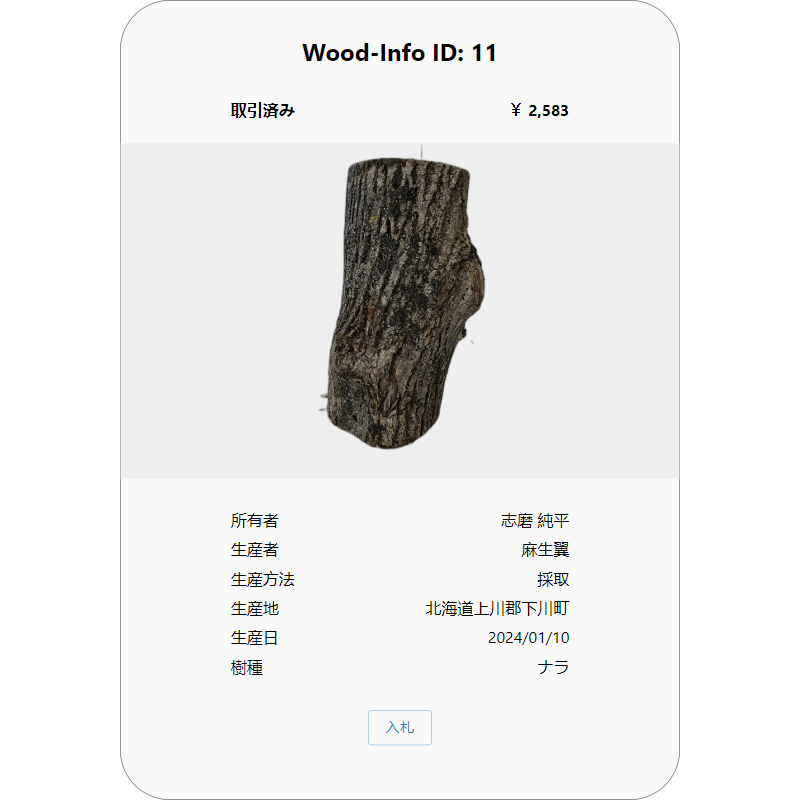 Wood-Info ID: 11
取引済み ￥ 2,583
所有者 志磨 純平
生産者 麻生翼
生産方法 採取
生産地 北海道上川郡下川町
生産日 2024/01/10
樹種 ナラ
入札